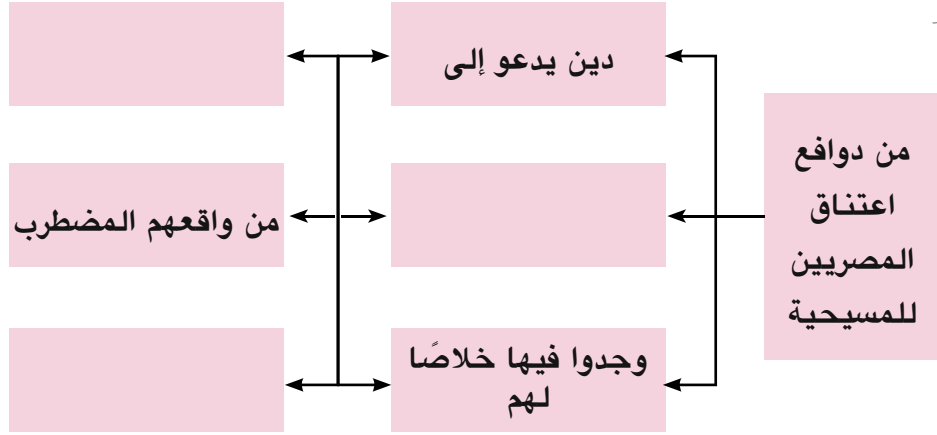 من دوافع
اعتناق
المصريين
للمسيحية
دين يدعو إلى
وجدوا فيها خلاصًا
لهم
من واقعهم المضطرب